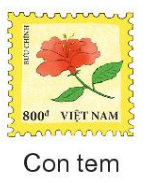 BƯU CHÍNH
800đ VIỆT NAM
Con tem